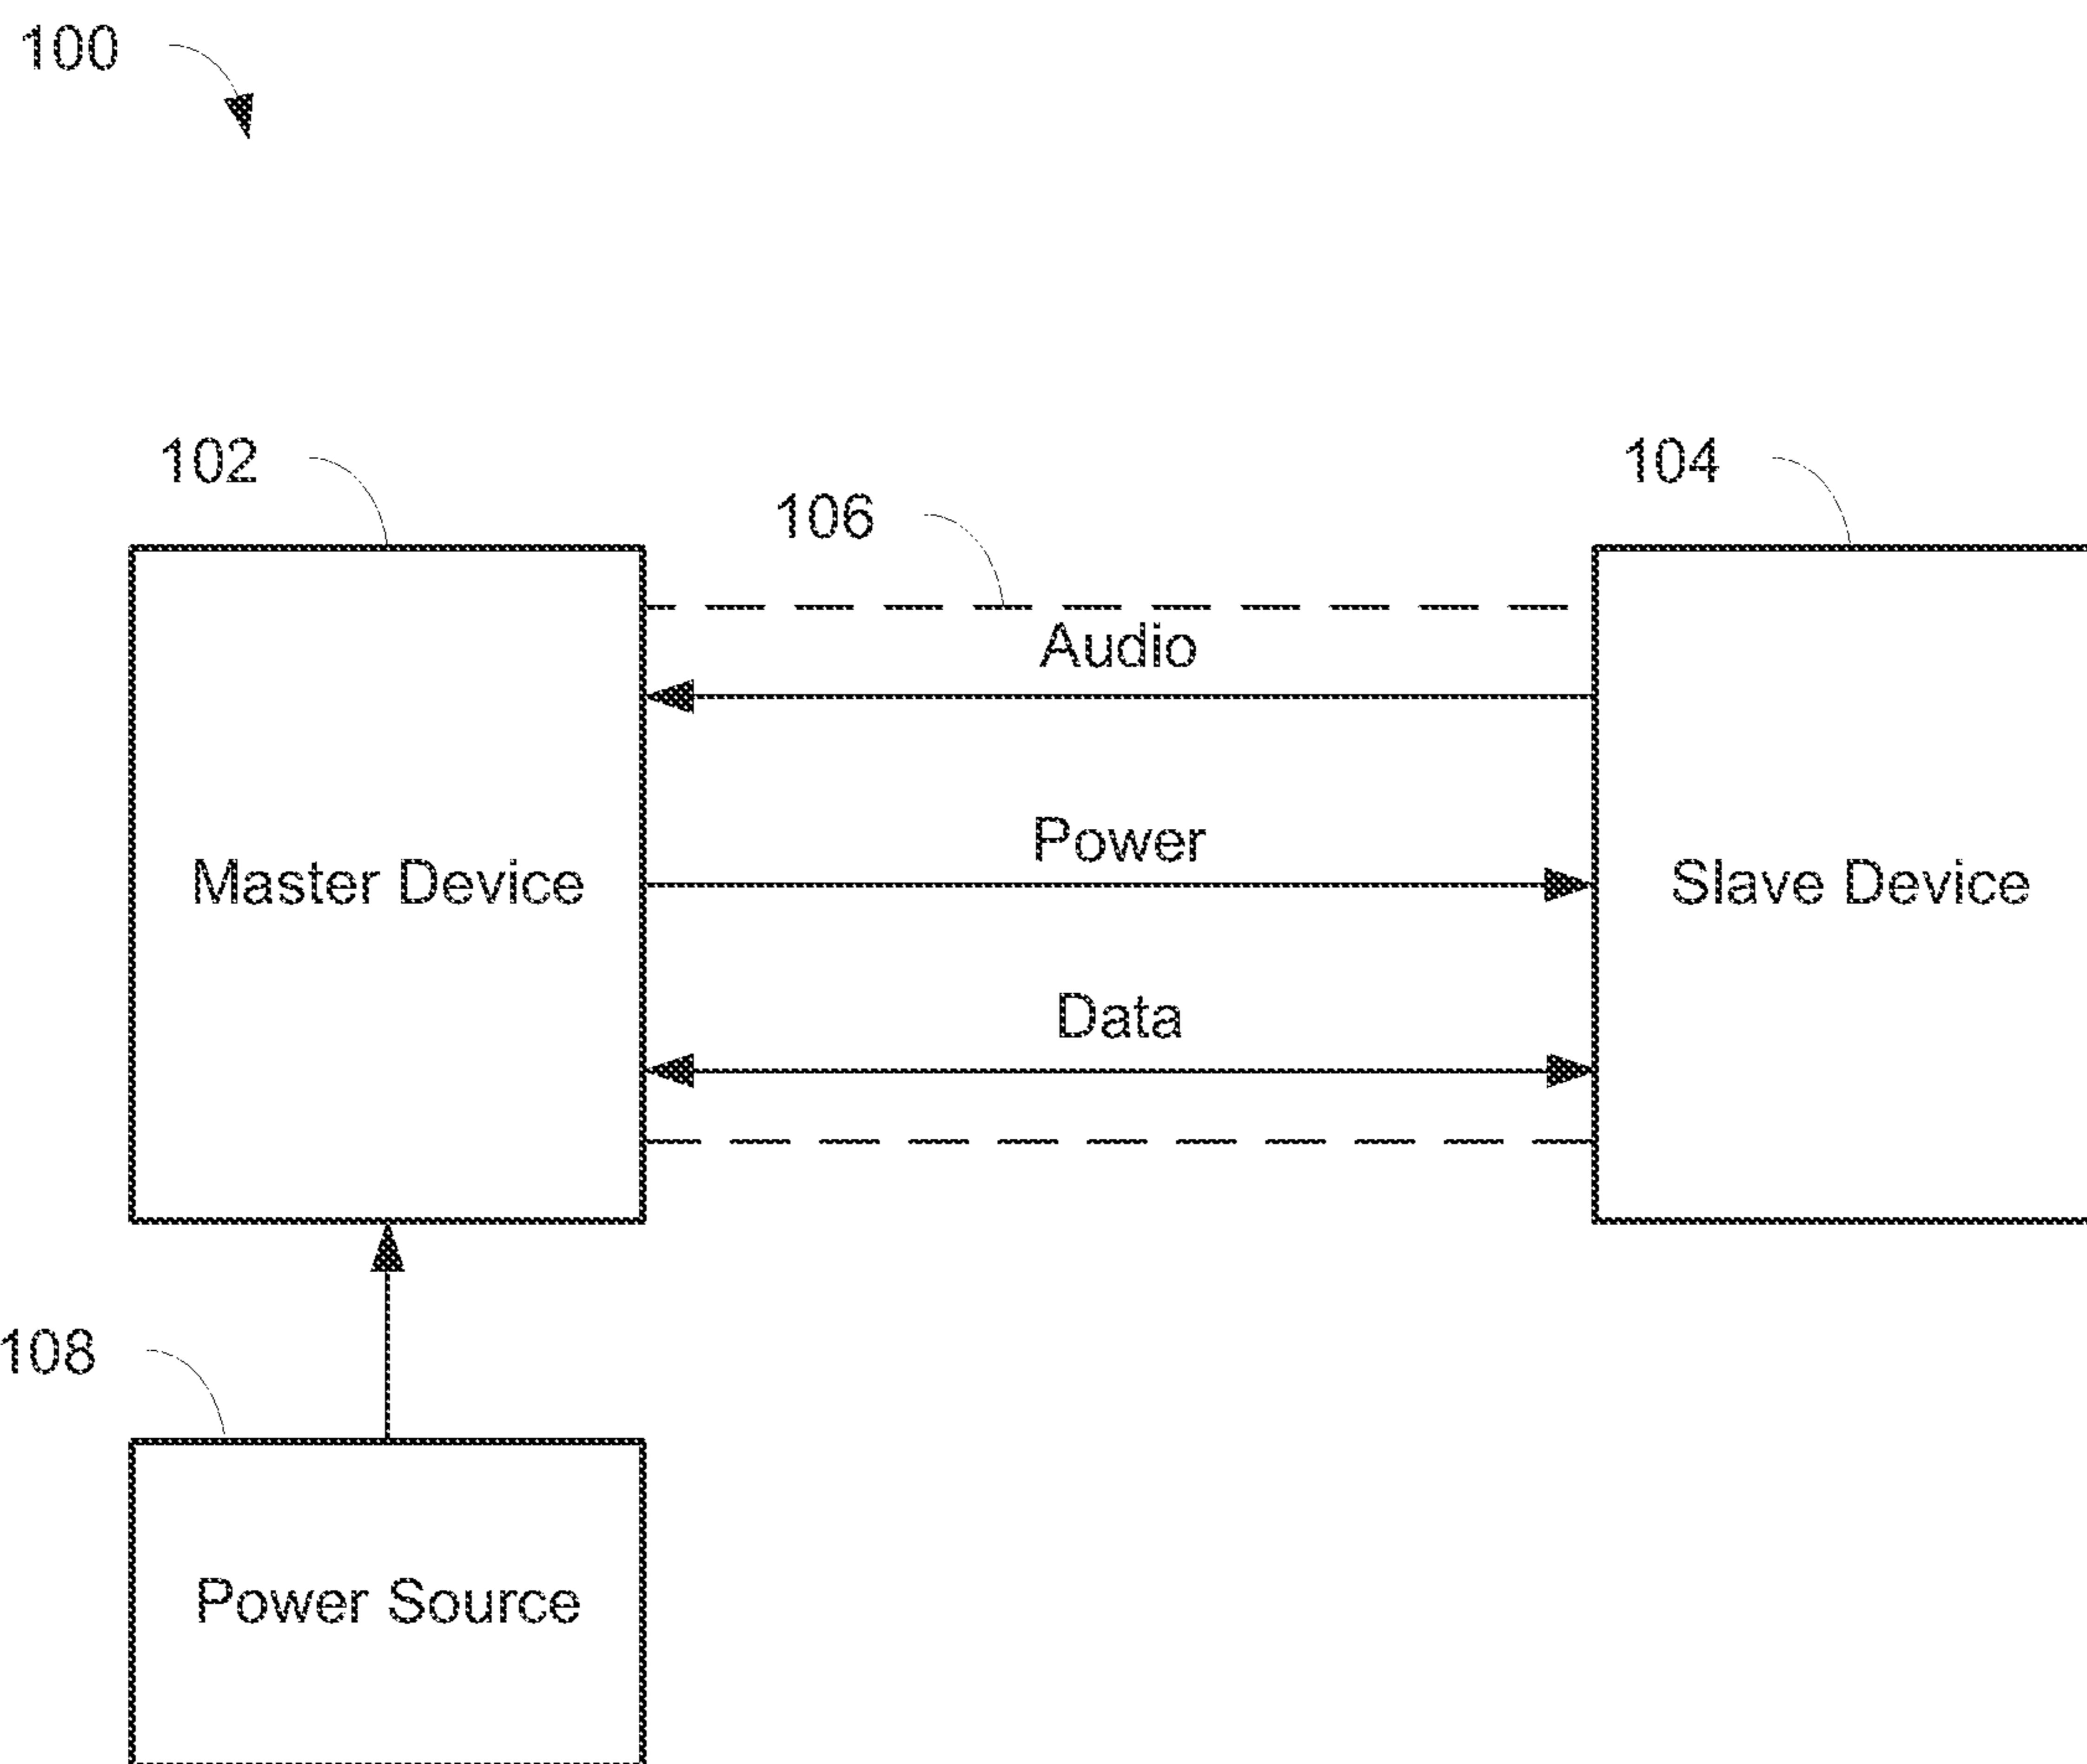 100
102
104
106
Audio
Power
Master Device
Slave Device
Data
108
Power Source